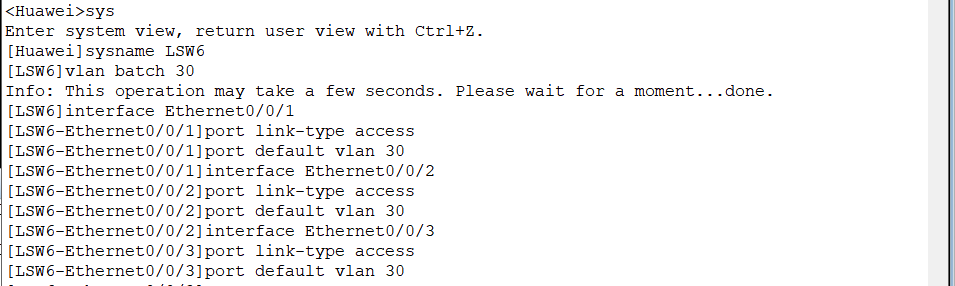 <Huawei>sys
Enter system view, return user view with Ctrl+Z.
[Huawei]sysname LSW6
[LSW6]vlan batch 30
Info: This operation may take a few seconds. Please wait for a moment...done.
[LSW6]interface Ethernet0/0/1
[LSW6-Ethernet0/0/1]port link-type access
[LSW6-Ethernet0/0/1]port default vlan 30
[LSW6-Ethernet0/0/1]interface Ethernet0/0/2
[LSW6-Ethernet0/0/2]port link-type access
[LSW6-Ethernet0/0/2]port default vlan 30
[LSW6-Ethernet0/0/2]interface Ethernet0/0/3
[LSW6-Ethernet0/0/3]port link-type access
[LSW6-Ethernet0/0/3]port default vlan 30